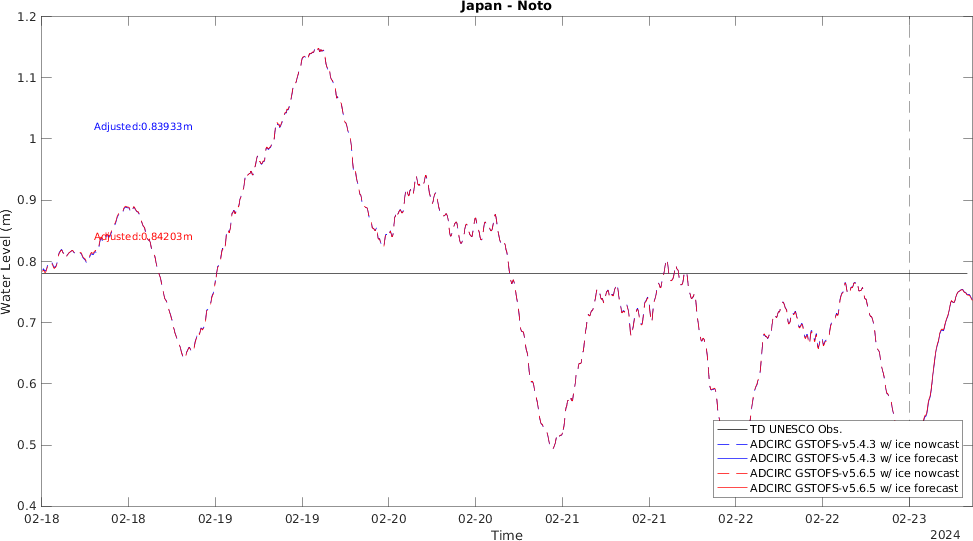 Japan - Noto
1.2
1.1
1
0.9
0.8
0.7
0.6
0.5
0.4
Water Level (m)
Adjusted:0.83933m
Adjusted:0.84203m
TD UNESCO Obs.
ADCIRC GSTOFS-v5.4.3 w/ ice nowcast
ADCIRC GSTOFS-v5.4.3 w/ ice forecast
ADCIRC GSTOFS-v5.6.5 w/ ice nowcast
ADCIRC GSTOFS-v5.6.5 w/ ice forecast
02-18 02-18 02-19 02-19 02-20 02-20 02-21 02-21 02-22 02-22 02-23
Time
2024